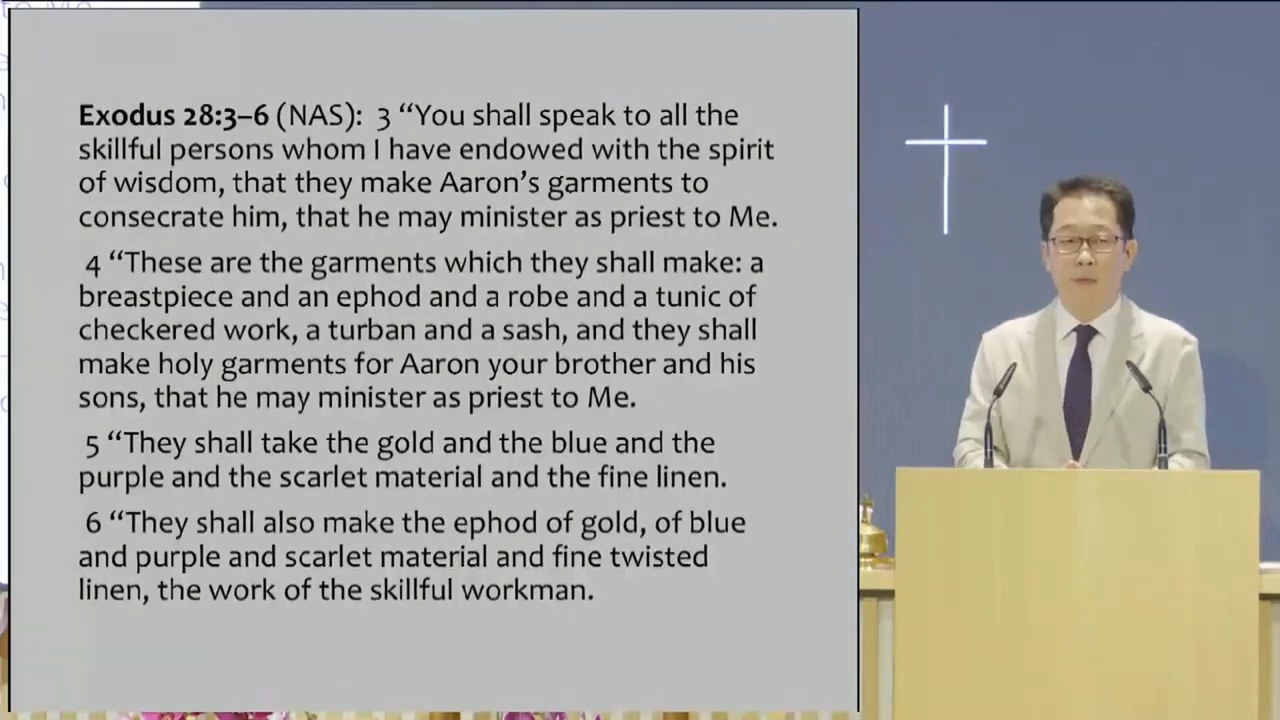 Exodus 28:3–6 (NAS): 3 “You shall speak to all the
skillful persons whom I have endowed with the spirit
of wisdom, that they make Aaron’s garments to
consecrate him, that he may minister as priest to Me.
4 “These are the garments which they shall make: a
breastpiece and an ephod and a robe and a tunic of
checkered work, a turban and a sash, and they shall
make holy garments for Aaron your brother and his
sons, that he may minister as priest to Me.
5 “They shall take the gold and the blue and the
purple and the scarlet material and the fine linen.
6 “They shall also make the ephod of gold, of blue
and purple and scarlet material and fine twisted
linen, the work of the skillful workman.